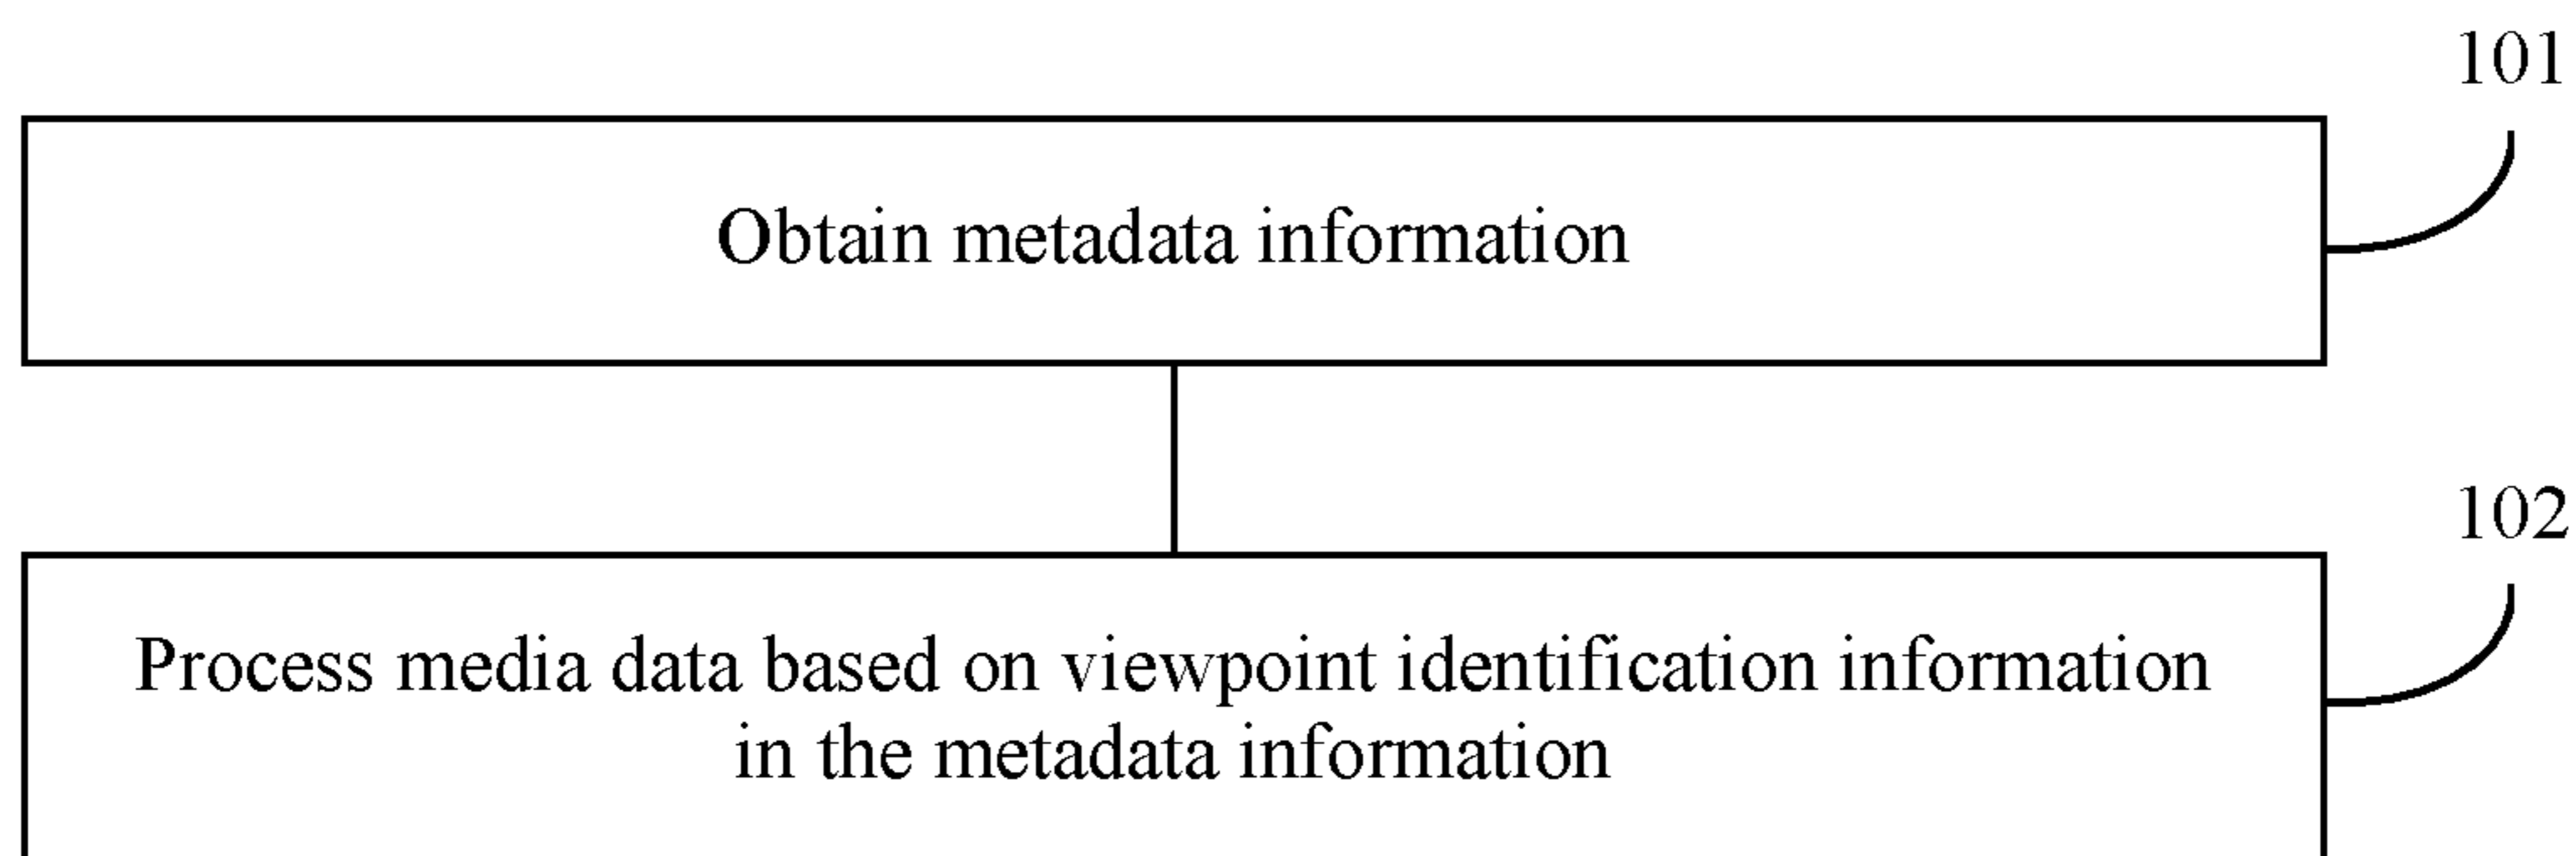 101
Obtain metadata information
102
Process media data based on viewpoint identification information
in the metadata information